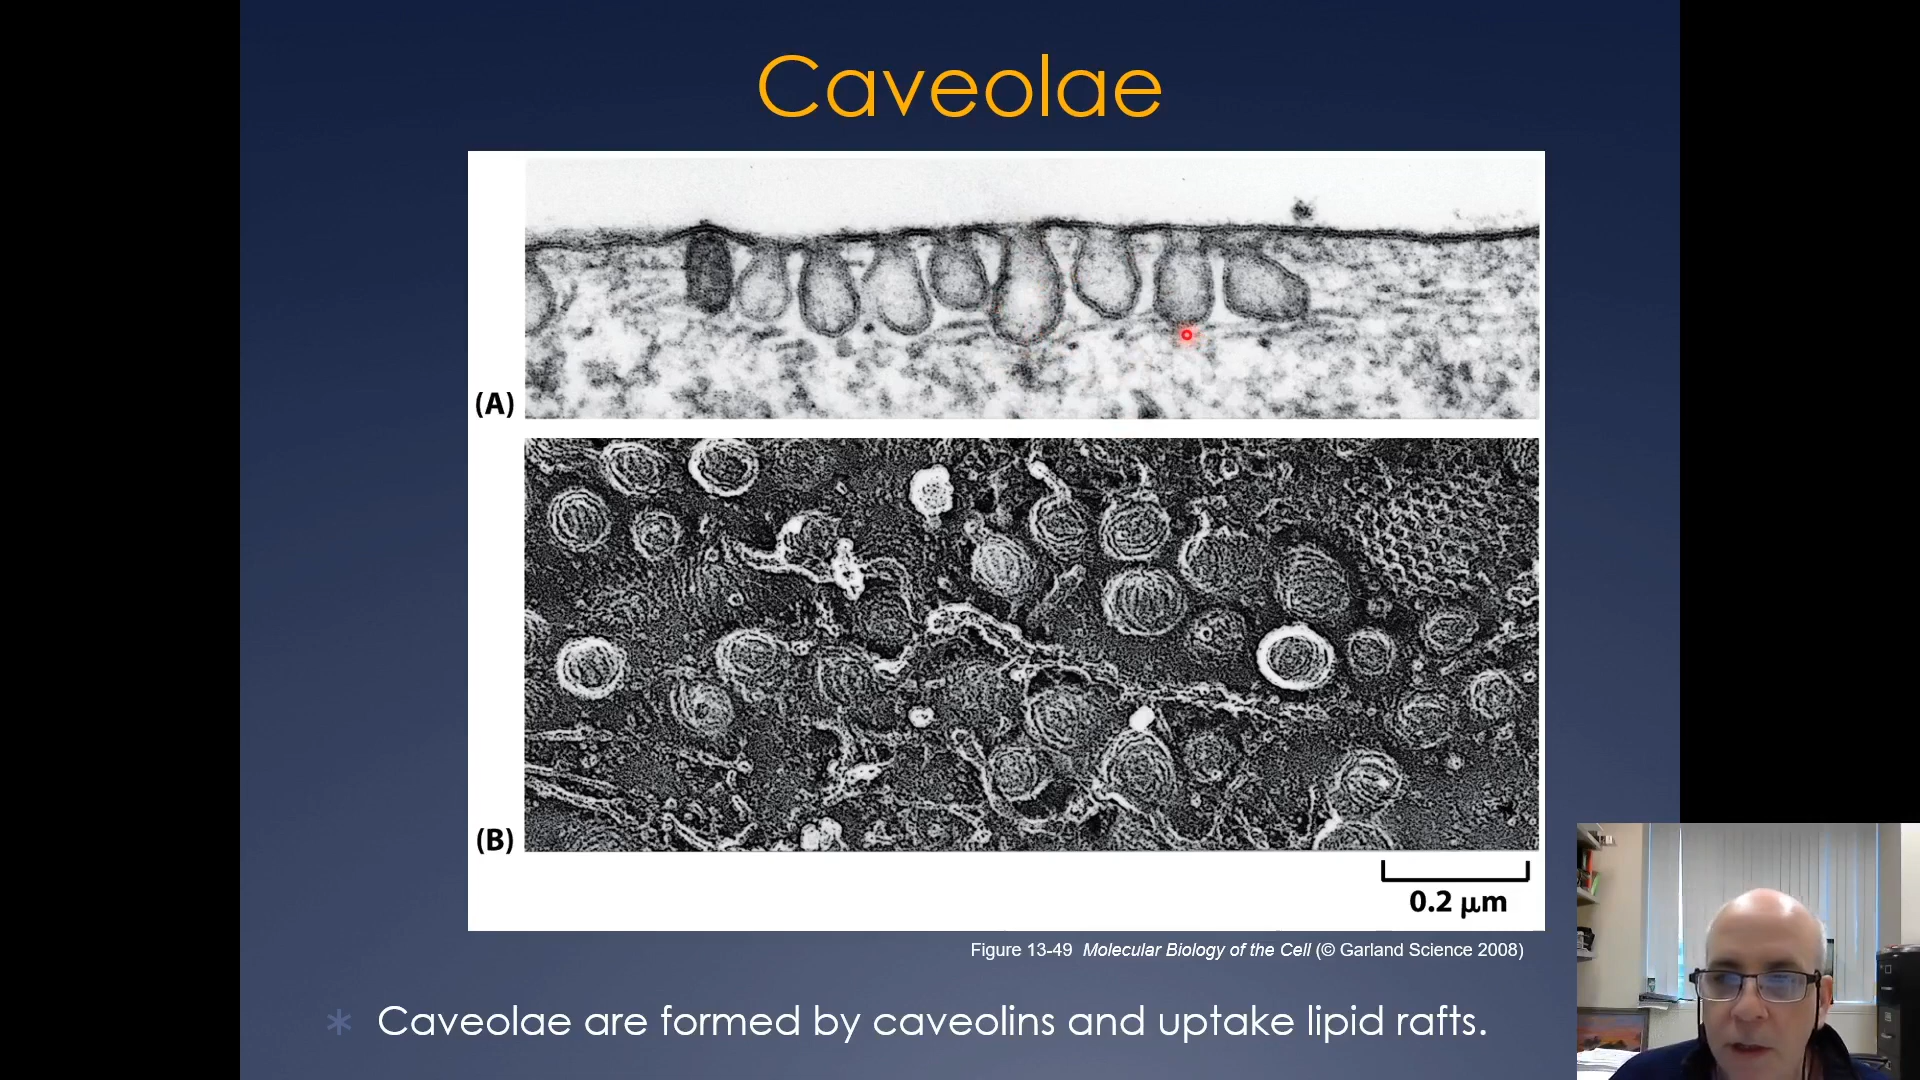 Caveolae
(A)
(B)
0.2 μm
Figure 13-49 Molecular Biology of the Cell (© Garland Science 2008)
* Caveolae are formed by caveolins and uptake lipid rafts.